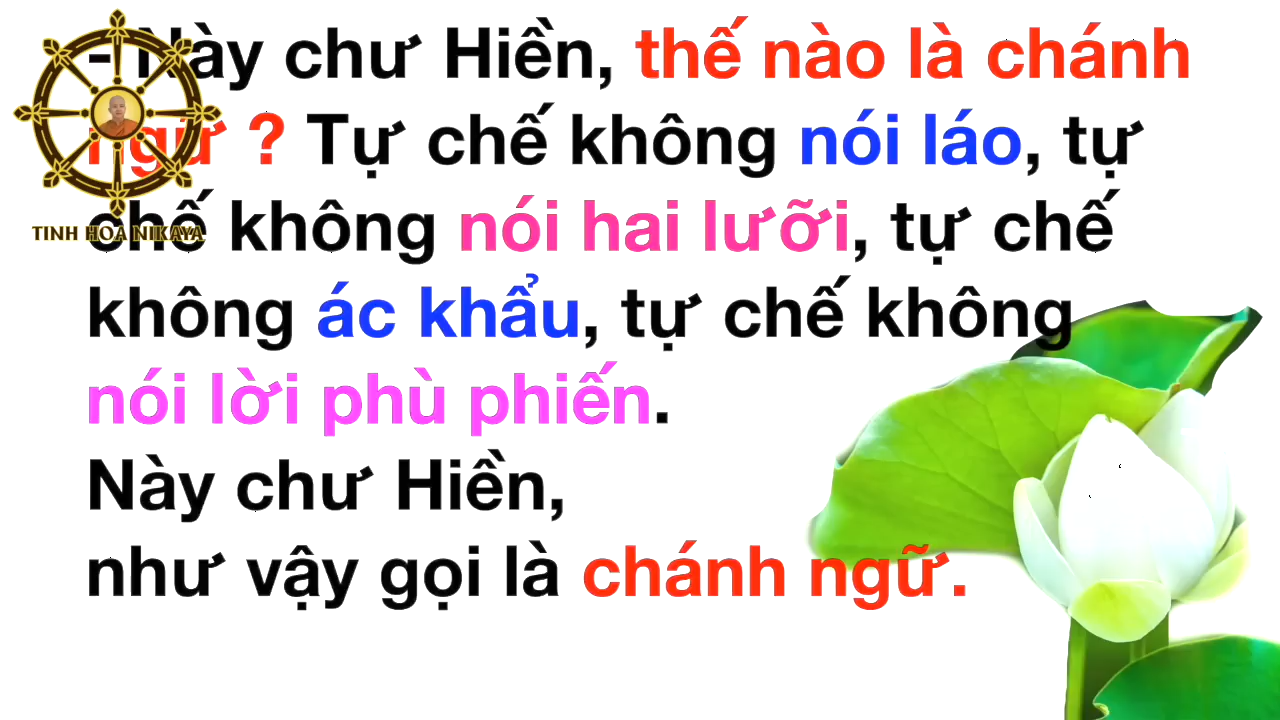 - Này chư Hiền, thế nào là chánh
ngữ ? Tự chế không nói láo, tự
chế không nói hai lưỡi, tự chế
không ác khẩu, tự chế không
nói lời phù phiến.
Này chư Hiền,
như vậy gọi là chánh ngữ.
TINH HOA NIKAYA